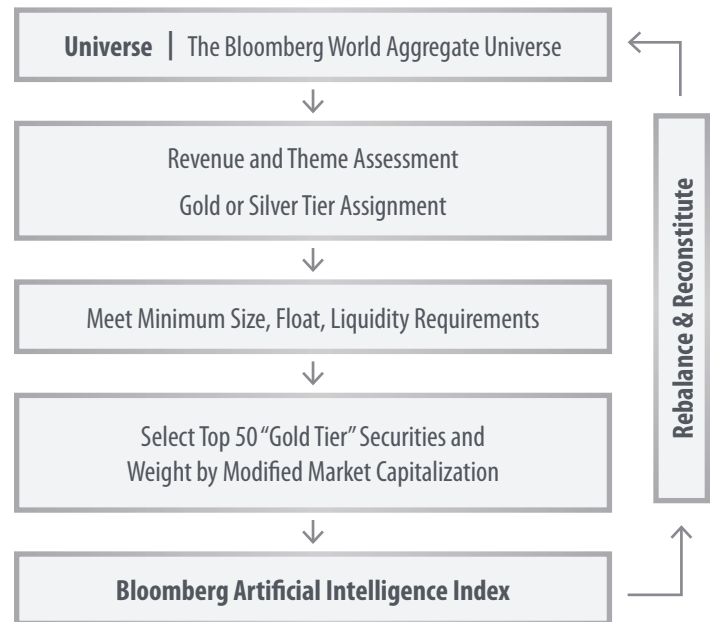 Universe | The Bloomberg World Aggregate Universe
Revenue and Theme Assessment
Gold or Silver Tier Assignment
Meet Minimum Size, Float, Liquidity Requirements
Select Top 50 “Gold Tier” Securities and
Weight by Modified Market Capitalization
Bloomberg Artificial Intelligence Index
Rebalance & Reconstitute